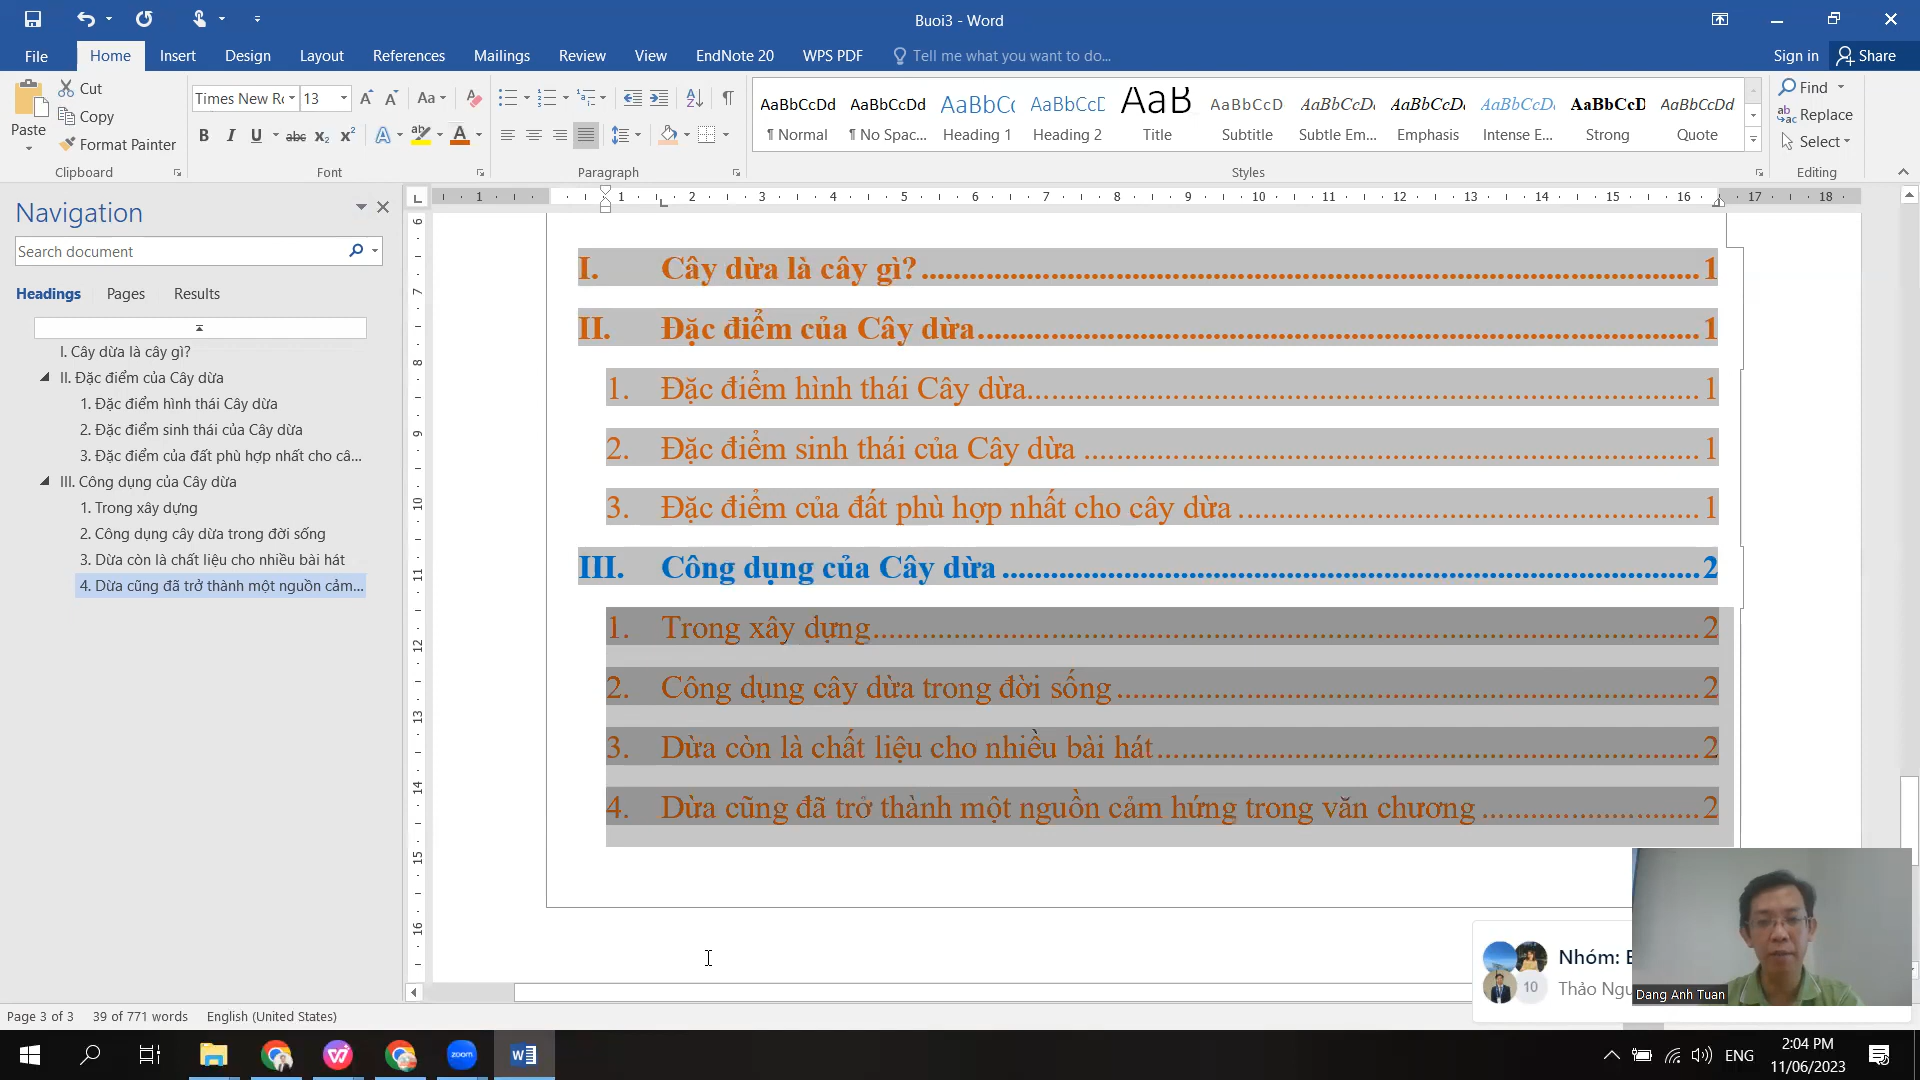 Buoi3 - Word
File Home Insert Design Layout References Mailings Review View EndNote 20 WPS PDF Tell me what you want to do... Sign in Share
Paste
Cut
Copy
Format Painter
Clipboard
Times New Ro 13
Font
Paragraph
AaBbCcDd AaBbCcDd AaBbC AaBbCcD AaB AaBbCcD AaBbCcDd AaBbCcDd AaBbCcDd AaBbCcD AaBbCcDd
¶ Normal ¶ No Spac... Heading 1 Heading 2 Title Subtitle Subtle Em... Emphasis Intense E... Strong Quote
Styles
Find
Replace
Select
Editing
Navigation
Search document
Headings Pages Results
I. Cây dừa là cây gì?
II. Đặc điểm của Cây dừa
1. Đặc điểm hình thái Cây dừa
2. Đặc điểm sinh thái của Cây dừa
3. Đặc điểm của đất phù hợp nhất cho câ...
III. Công dụng của Cây dừa
1. Trong xây dựng
2. Công dụng cây dừa trong đời sống
3. Dừa còn là chất liệu cho nhiều bài hát
4. Dừa cũng đã trở thành một nguồn cảm...
I. Cây dừa là cây gì? 1
II. Đặc điểm của Cây dừa 1
1. Đặc điểm hình thái Cây dừa 1
2. Đặc điểm sinh thái của Cây dừa 1
3. Đặc điểm của đất phù hợp nhất cho cây dừa 1
III. Công dụng của Cây dừa 2
1. Trong xây dựng 2
2. Công dụng cây dừa trong đời sống 2
3. Dừa còn là chất liệu cho nhiều bài hát 2
4. Dừa cũng đã trở thành một nguồn cảm hứng trong văn chương 2
Nhóm:
10 Thảo
Dang Anh Tuan
Page 3 of 3 39 of 771 words English (United States)
zoom
ENG
2:04 PM
11/06/2023